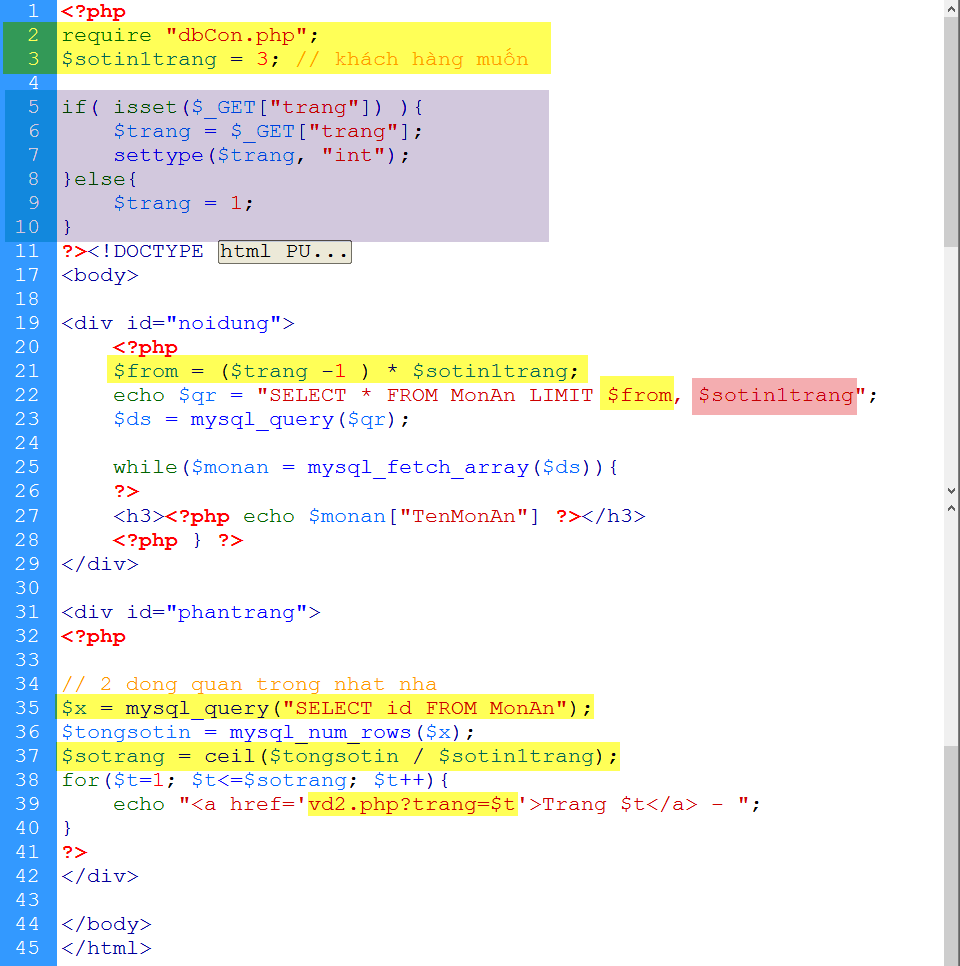 1 <?php
2 require "dbCon.php";
3 $sotin1trang = 3; // khách hàng muốn
4
5 if( isset($_GET["trang"]) ){
6 $trang = $_GET["trang"];
7 settype($trang, "int");
8 }else{
9 $trang = 1;
10 }
11 ?><!DOCTYPE html PU...
17 <body>
18
19 <div id="noidung">
20 <?php
21 $from = ($trang -1 ) * $sotin1trang;
22 echo $qr = "SELECT * FROM MonAn LIMIT $from, $sotin1trang";
23 $ds = mysql_query($qr);
24
25 while($monan = mysql_fetch_array($ds)){
26 ?>
27 <h3><?php echo $monan["TenMonAn"] ?></h3>
28 <?php } ?>
29 </div>
30
31 <div id="phantrang">
32 <?php
33
34 // 2 dong quan trong nhat nha
35 $x = mysql_query("SELECT id FROM MonAn");
36 $tongsotin = mysql_num_rows($x);
37 $sotrang = ceil($tongsotin / $sotin1trang);
38 for($t=1; $t<=$sotrang; $t++){
39 echo "<a href='vd2.php?trang=$t'>Trang $t</a> - ";
40 }
41 ?>
42 </div>
43
44 </body>
45 </html>